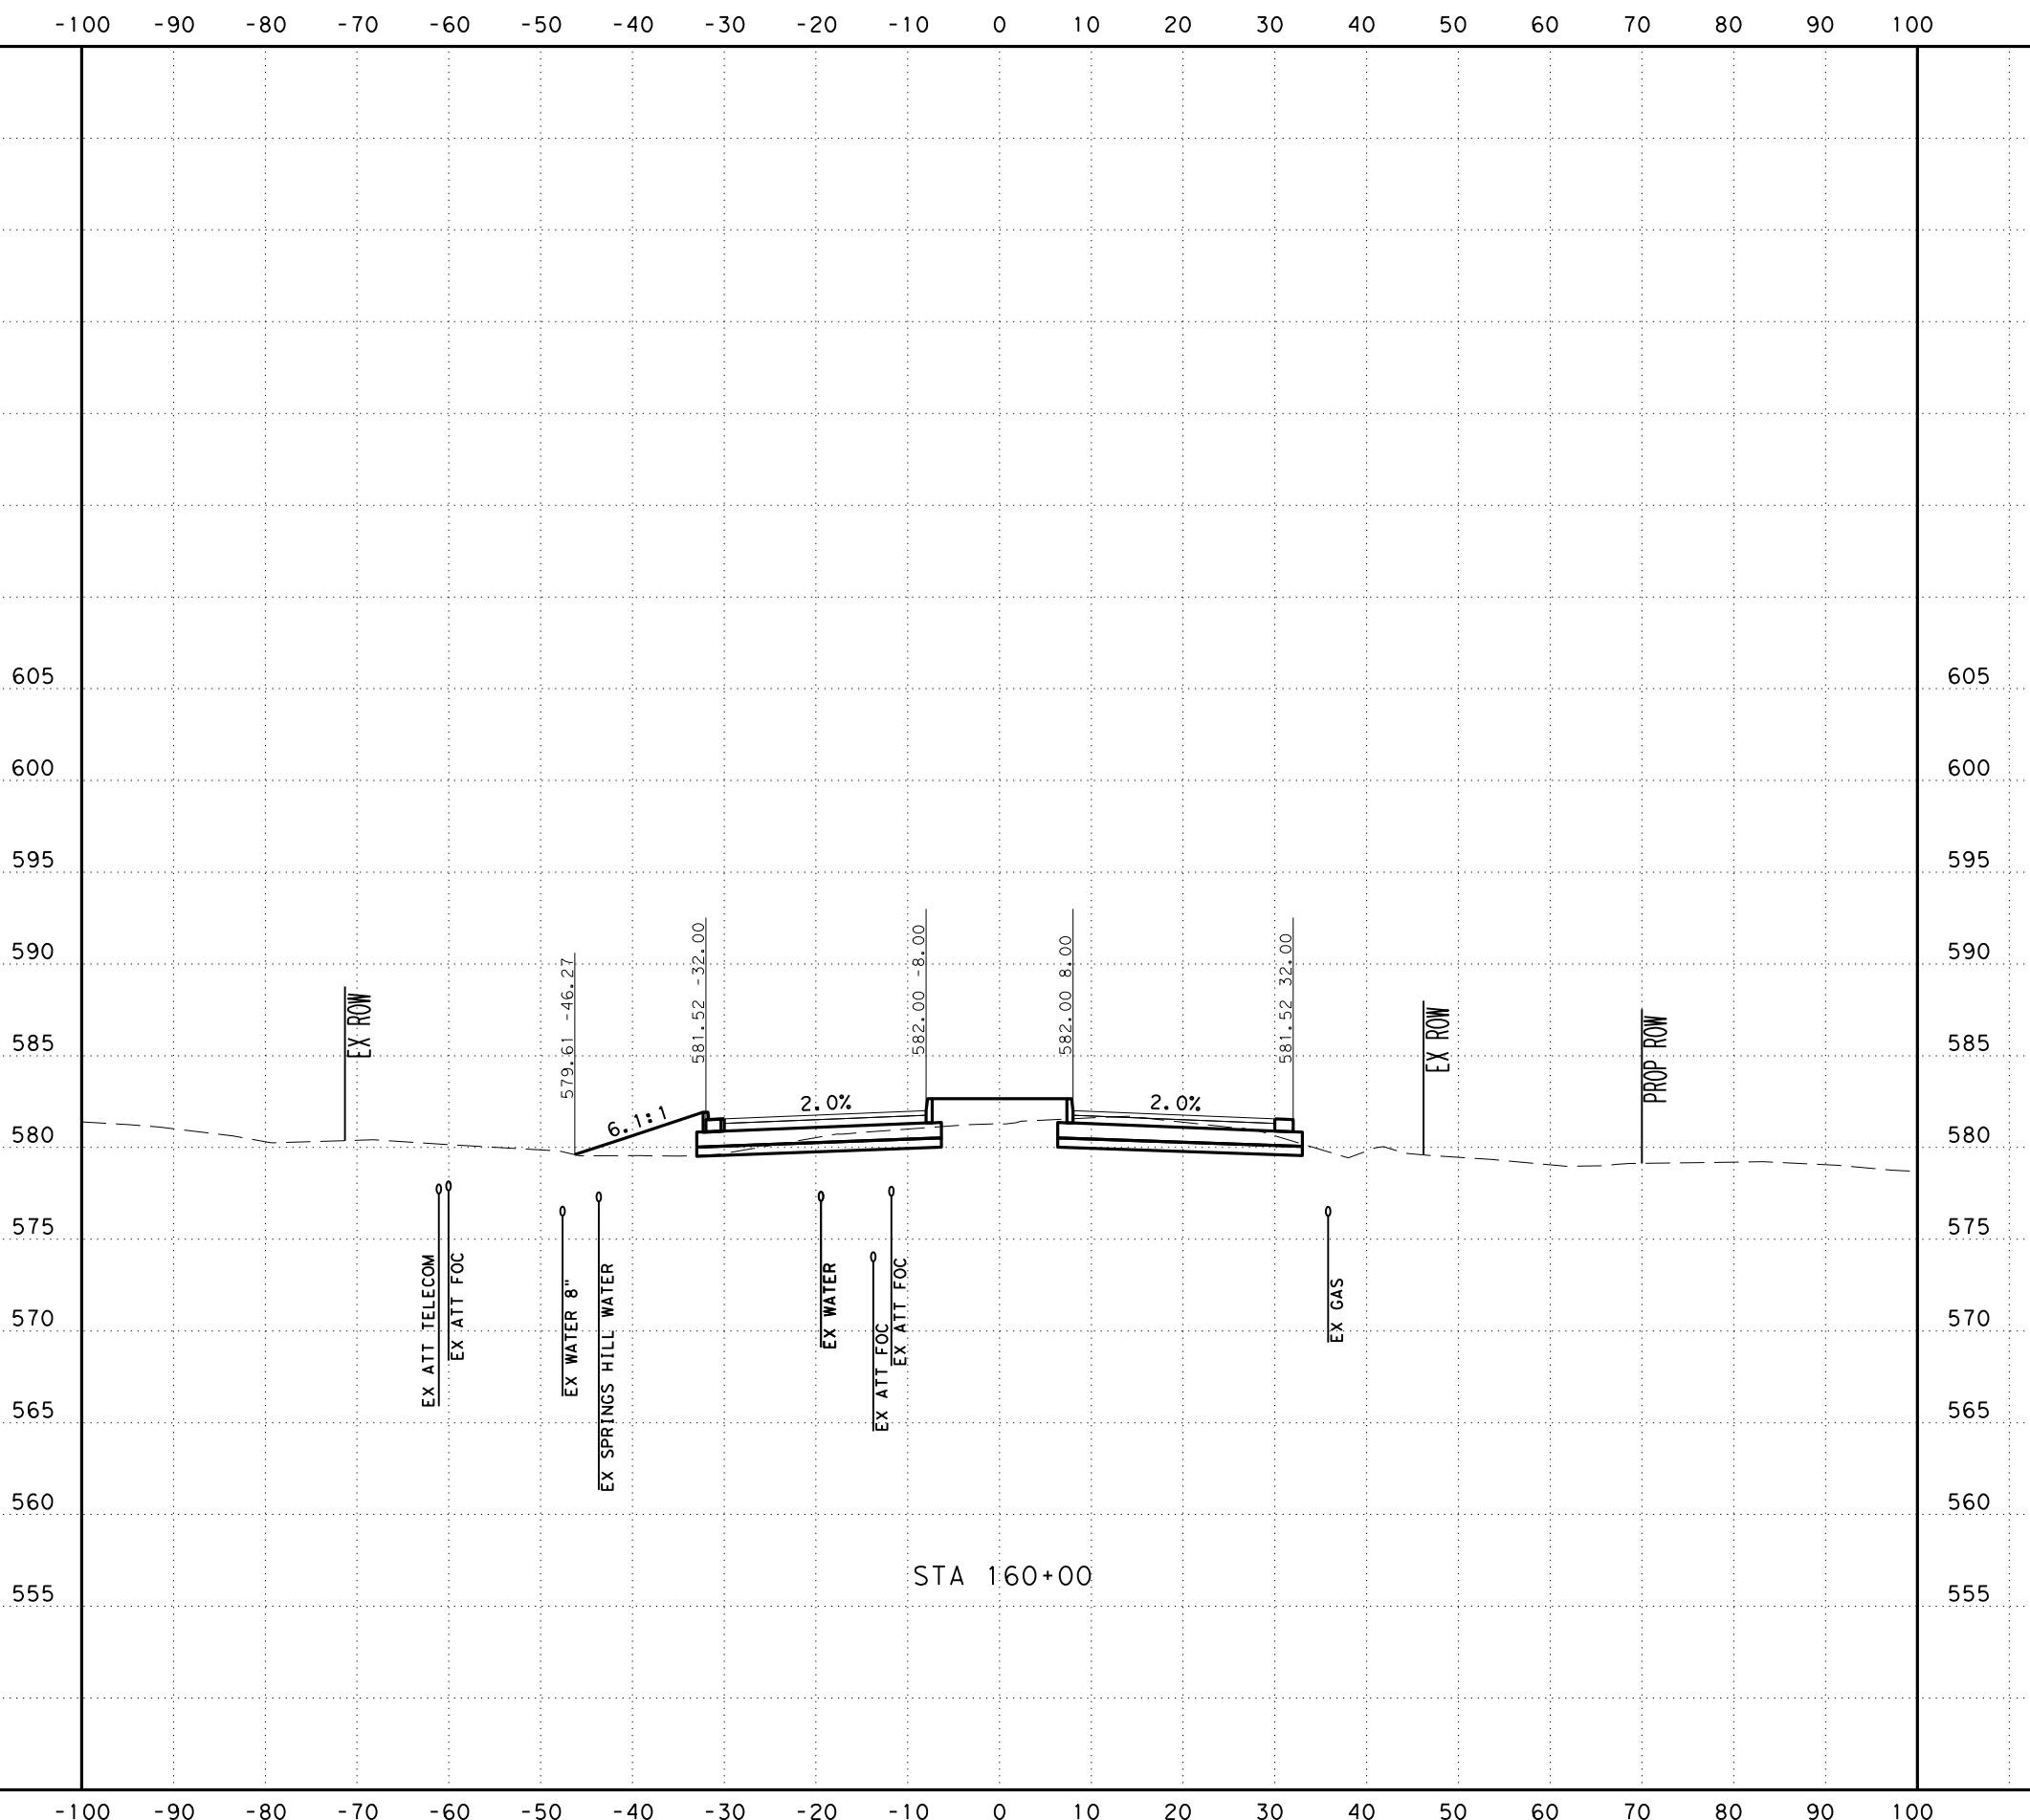 -100 -90 -80 -70 -60 -50 -40 -30 -20 -10 0 10 20 30 40 50 60 70 80 90 100
605 605
600 600
595 595
590 590
585 585
580 580
575 575
570 570
565 565
560 560
555 555
EX ROW
579.61 -46.27
581.52 -32.00
582.00 -8.00
582.00 8.00
581.52 32.00
EX ROW
PROP ROW
6.1:1
2.0%
2.0%
EX ATT TELECOM
EX ATT FOC
EX WATER 8"
EX SPRINGS HILL WATER
EX WATER
EX ATT FOC
EX ATT FOC
EX GAS
STA 160+00
-100 -90 -80 -70 -60 -50 -40 -30 -20 -10 0 10 20 30 40 50 60 70 80 90 100